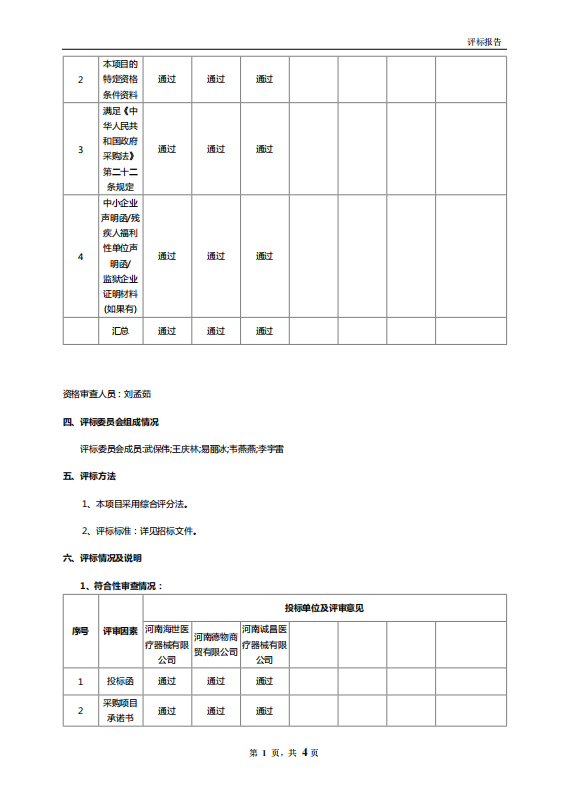 评标报告
2 本项目的 通过 通过 通过
特定资格
条件资料
3 满足《中 通过 通过 通过
华人民共
和国政府
采购法》
第二十二
条规定
4 中小企业 通过 通过 通过
声明函/残
疾人福利
性单位声
明函/
监狱企业
证明材料
(如果有)
汇总 通过 通过 通过
资格审查人员：刘孟茹
四、评标委员会组成情况
评标委员会成员:武保伟;王庆林;易丽冰;韦燕燕;李宇雷
五、评标方法
1、本项目采用综合评分法。
2、评标标准：详见招标文件。
六、评标情况及说明
1、符合性审查情况：
序号 评审因素 投标单位及评审意见
河南海世医 河南德物商 河南诚昌医
疗器械有限 贸有限公司 疗器械有限
公司 公司
1 投标函 通过 通过 通过
2 采购项目 通过 通过 通过
承诺书
第 1 页，共 4 页